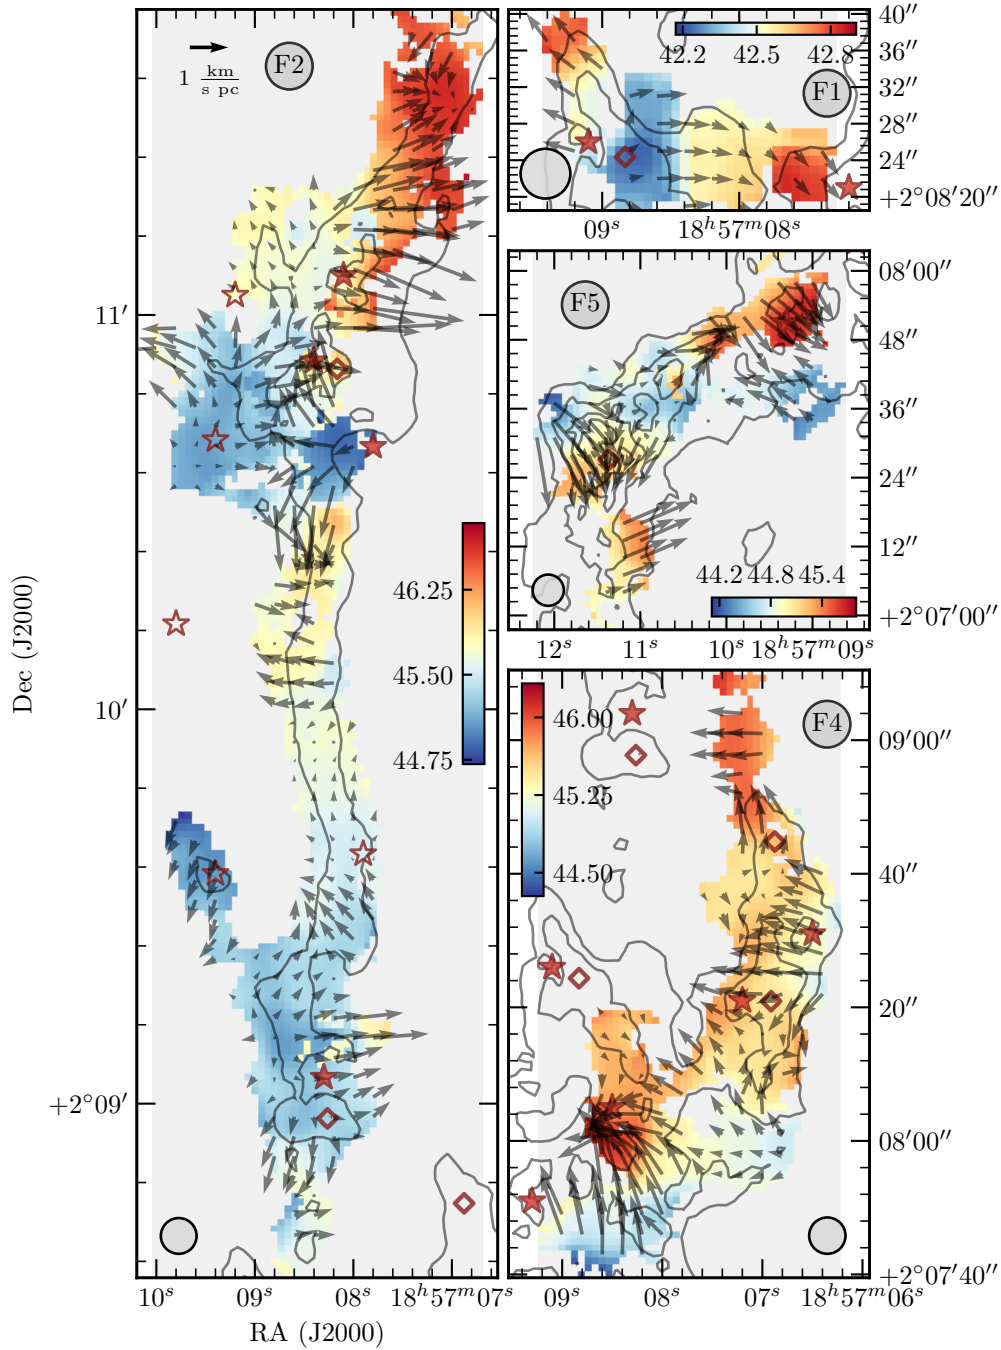 F2
1 km/s pc
11′
10′
+2°09′
46.25
45.50
44.75
10ˢ
09ˢ
08ˢ
18ʰ57ᵐ07ˢ
RA (J2000)
Dec (J2000)
F1
42.2
42.5
42.8
40′′
36′′
32′′
28′′
24′′
+2°08′20′′
09ˢ
18ʰ57ᵐ08ˢ
F5
08′00′′
48′′
36′′
24′′
12′′
+2°07′00′′
44.2
44.8
45.4
12ˢ
11ˢ
10ˢ
18ʰ57ᵐ09ˢ
F4
46.00
45.25
44.50
09′00′′
40′′
20′′
08′00′′
+2°07′40′′
09ˢ
08ˢ
07ˢ
18ʰ57ᵐ06ˢ